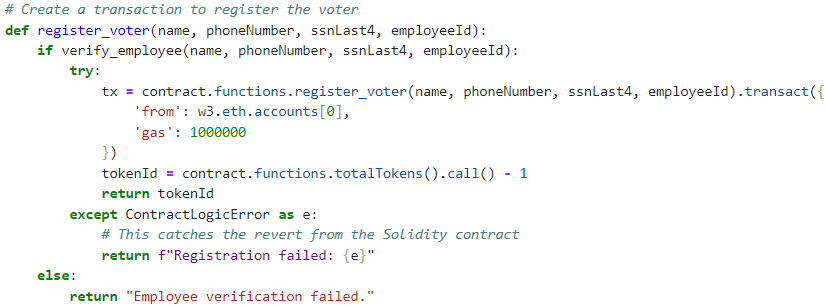 # Create a transaction to register the voter
def register_voter(name, phoneNumber, ssnLast4, employeeId):
    if verify_employee(name, phoneNumber, ssnLast4, employeeId):
        try:
            tx = contract.functions.register_voter(name, phoneNumber, ssnLast4, employeeId).transact({
                'from': w3.eth.accounts[0],
                'gas': 1000000
            })
            tokenId = contract.functions.totalTokens().call() - 1
            return tokenId
        except ContractLogicError as e:
            # This catches the revert from the Solidity contract
            return f"Registration failed: {e}"
    else:
        return "Employee verification failed."